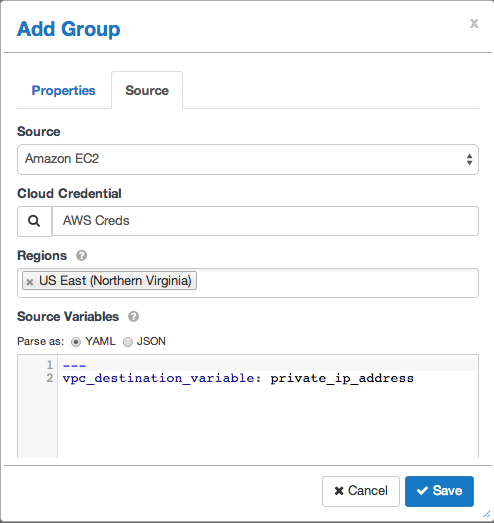 Add Group
x
Properties Source
Source
Amazon EC2
Cloud Credential
AWS Creds
Regions ?
× US East (Northern Virginia)
Source Variables ?
Parse as: YAML JSON
1 ---
2 vpc_destination_variable: private_ip_address
✖ Cancel ✔ Save